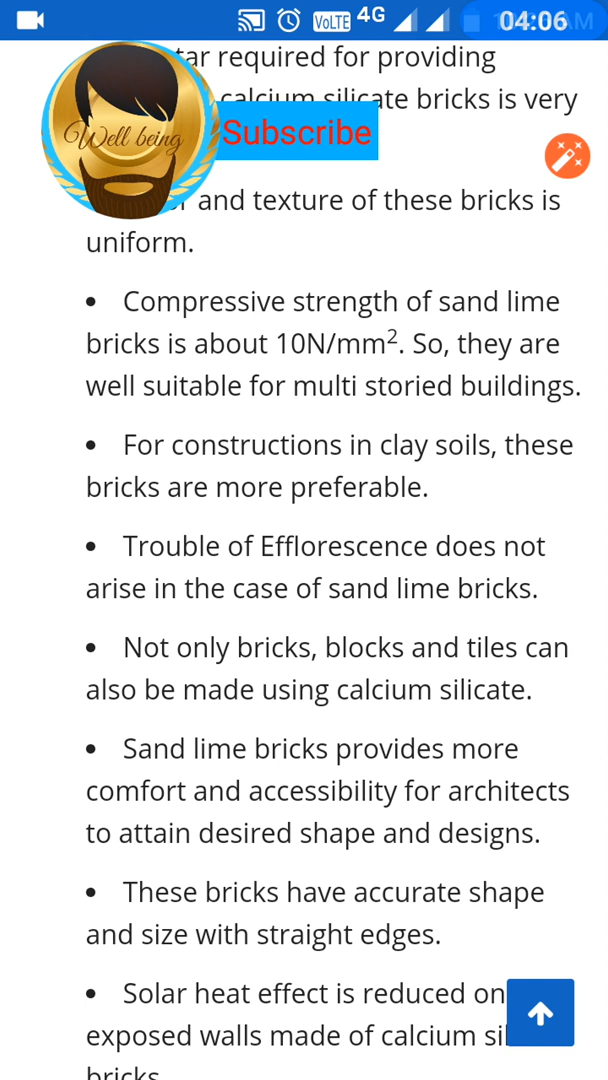 VoLTE 4G 04:06
tar required for providing
calcium silicate bricks is very
Well being
Subscribe
and texture of these bricks is
uniform.
• Compressive strength of sand lime
bricks is about 10N/mm². So, they are
well suitable for multi storied buildings.
• For constructions in clay soils, these
bricks are more preferable.
• Trouble of Efflorescence does not
arise in the case of sand lime bricks.
• Not only bricks, blocks and tiles can
also be made using calcium silicate.
• Sand lime bricks provides more
comfort and accessibility for architects
to attain desired shape and designs.
• These bricks have accurate shape
and size with straight edges.
• Solar heat effect is reduced on
exposed walls made of calcium sil
bricks